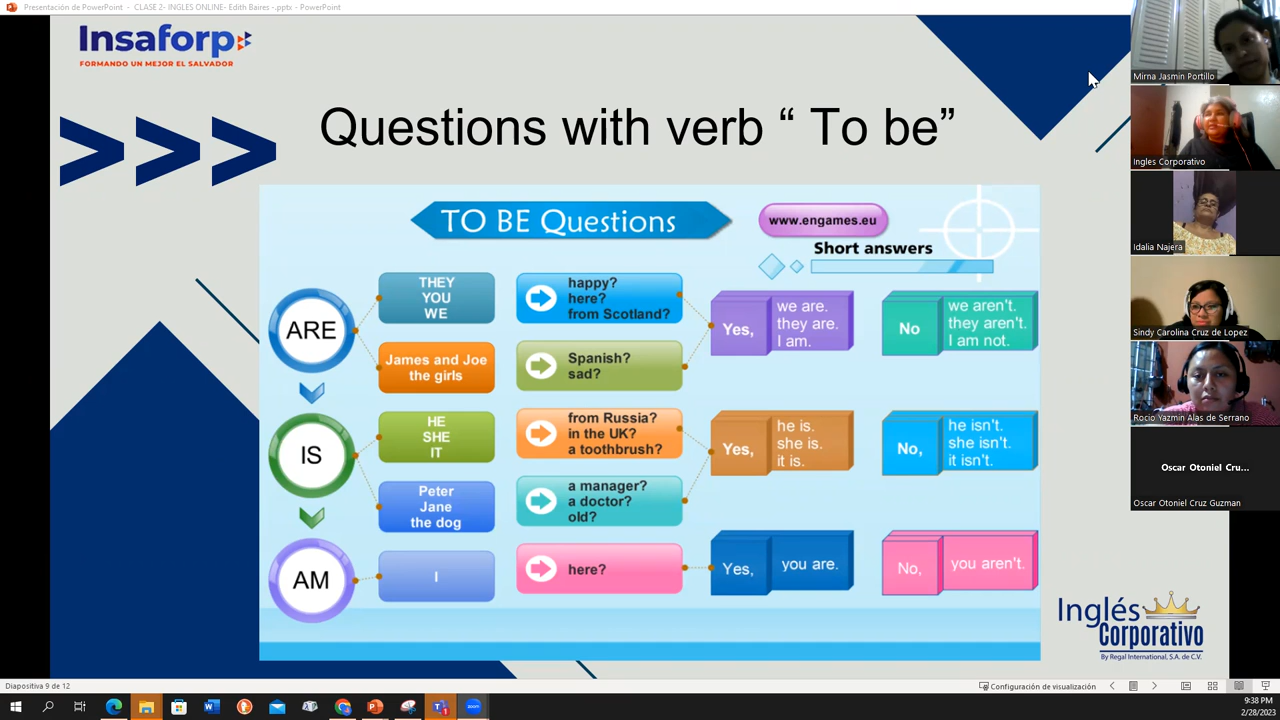 Presentación de PowerPoint - CLASE 2- INGLES ONLINE- Edith Baires -.pptx - PowerPoint
Insaforp
FORMANDO UN MEJOR EL SALVADOR
Questions with verb “ To be”
TO BE Questions
www.engames.eu
Short answers
ARE
THEY
YOU
WE
James and Joe
the girls
happy?
here?
from Scotland?
Spanish?
sad?
Yes,
we are.
they are.
I am.
No
we aren't.
they aren't.
I am not.
IS
HE
SHE
IT
Peter
Jane
the dog
from Russia?
in the UK?
a toothbrush?
a manager?
a doctor?
old?
Yes,
he is.
she is.
it is.
No,
he isn't.
she isn't.
it isn't.
AM
I
here?
Yes,
you are.
No,
you aren't.
Inglés
Corporativo
By Regal International, S.A. de C.V.
Mirna Jasmin Portillo
Ingles Corporativo
Idalia Najera
Sindy Carolina Cruz de Lopez
Rocio Yazmin Alas de Serrano
Oscar Otoniel Cru...
Oscar Otoniel Cruz Guzman
Diapositiva 9 de 12
Configuración de visualización
9:38 PM
2/28/2023